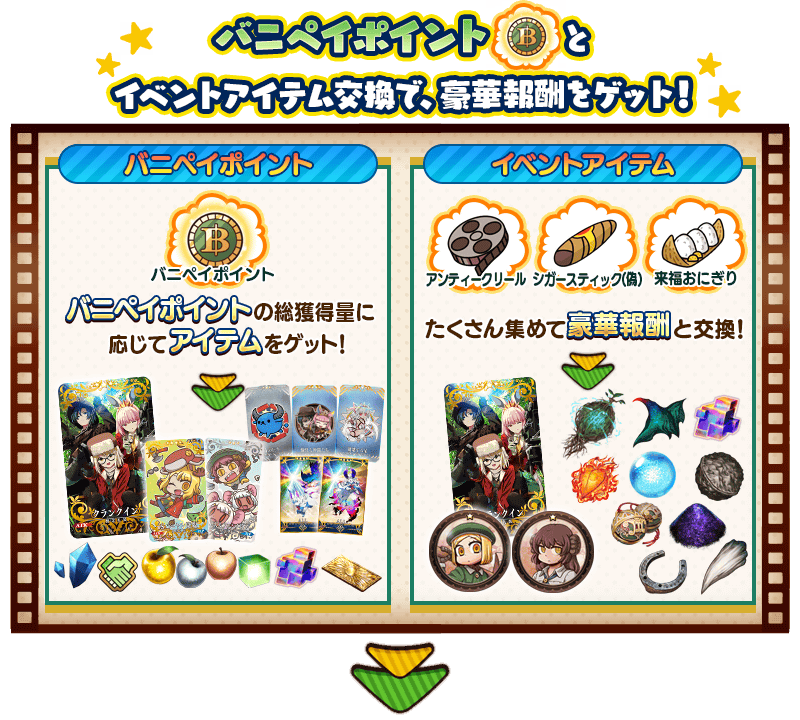 バニペイポイント と
イベントアイテム交換で、豪華報酬をゲット!
バニペイポイント
バニペイポイント
バニペイポイントの総獲得量に
応じてアイテムをゲット!
クランクイン
イベントアイテム
アンティークリール シガースティック(偽) 来福おにぎり
たくさん集めて豪華報酬と交換!